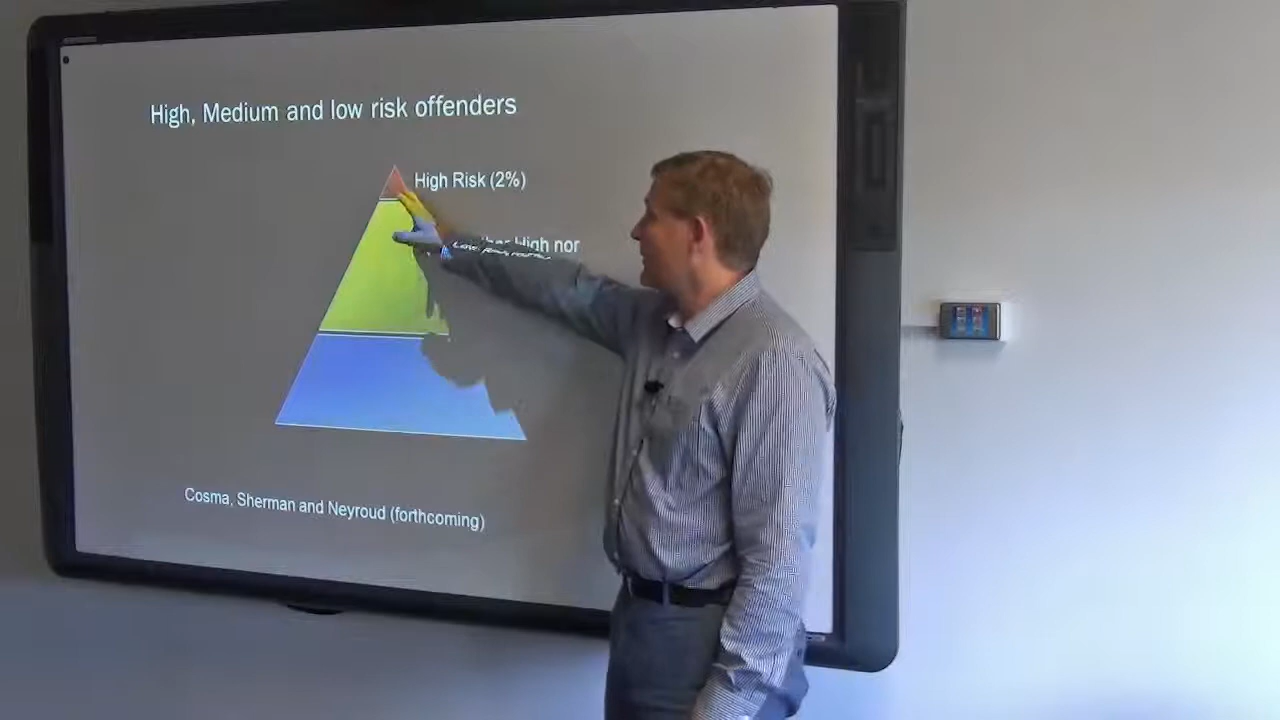 High, Medium and low risk offenders
High Risk (2%)
High nor
Cosma, Sherman and Neyroud (forthcoming)